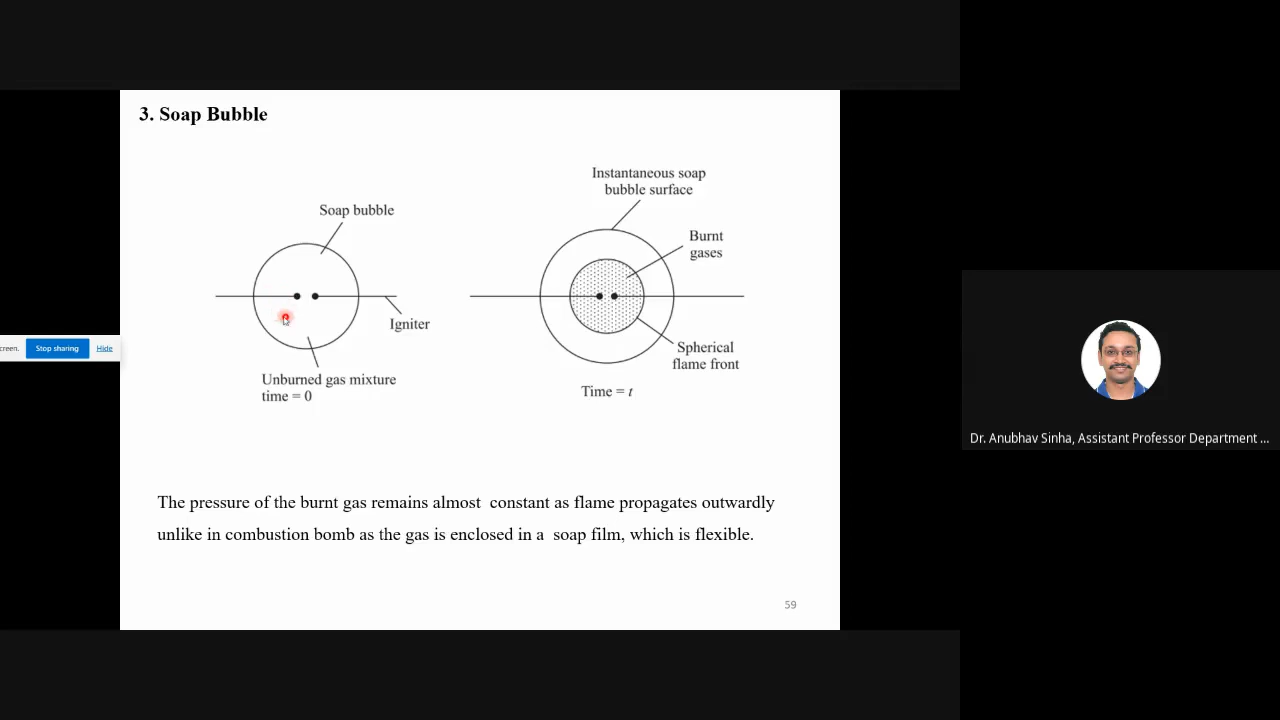 3. Soap Bubble
Instantaneous soap
bubble surface
Soap bubble
Burnt
gases
Igniter
Spherical
flame front
Unburned gas mixture
time = 0
Time = t
creen.
Stop sharing
Hide
The pressure of the burnt gas remains almost constant as flame propagates outwardly
unlike in combustion bomb as the gas is enclosed in a soap film, which is flexible.
59
Dr. Anubhav Sinha, Assistant Professor Department ...